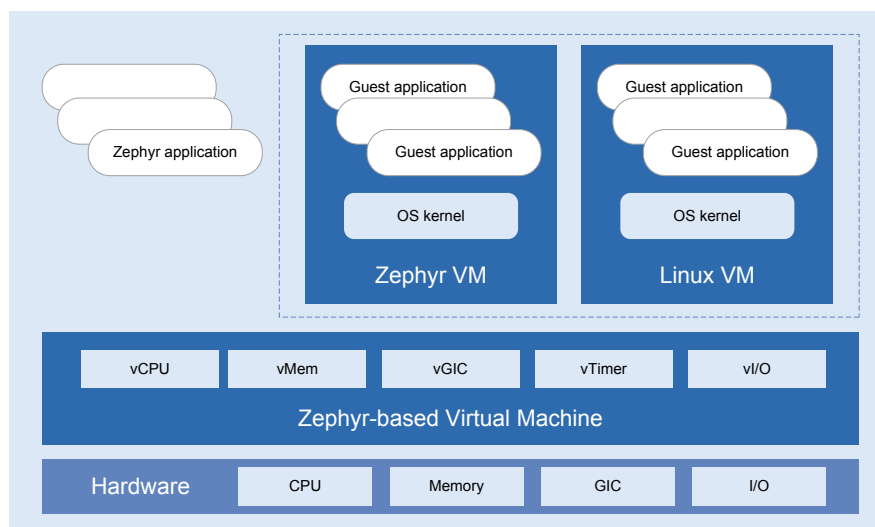 Zephyr application
Guest application
Guest application
OS kernel
Zephyr VM
Guest application
Guest application
OS kernel
Linux VM
vCPU
vMem
vGIC
vTimer
vI/O
Zephyr-based Virtual Machine
Hardware
CPU
Memory
GIC
I/O